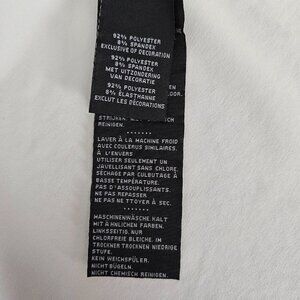 92% POLYESTER
8% SPANDEX
EXCLUSIVE OF DECORATION
92% POLYESTER
8% SPANDEX
MET UITZONDERING
VAN DECORATIE
92% POLYESTER
8% ÉLASTHANNE
EXCLUT LES DÉCORATIONS
REINIGEN.
LAVER À LA MACHINE FROID
AVEC COULEURS SIMILAIRES.
À L'ENVERS
UTILISER SEULEMENT UN
JAVELLISANT SANS CHLORE.
SÉCHAGE PAR CULBUTAGE À
BASSE TEMPÉRATURE.
PAS D'ASSOUPLISSANTS.
NE PAS REPASSER
PAS NE PAS TTOYER À SEC.
MASCHINENWÄSCHE, KALT
MIT ÄHNLICHEN FARBEN.
LINKSSEITIG. NUR
CHLORFREIE BLEICHE. IM
TROCKNER TROCKNEN NIEDRIGE
STUFE.
KEIN WEICHSPÜLER.
NICHT BÜGELN.
NICHT CHEMISCH REINIGEN.